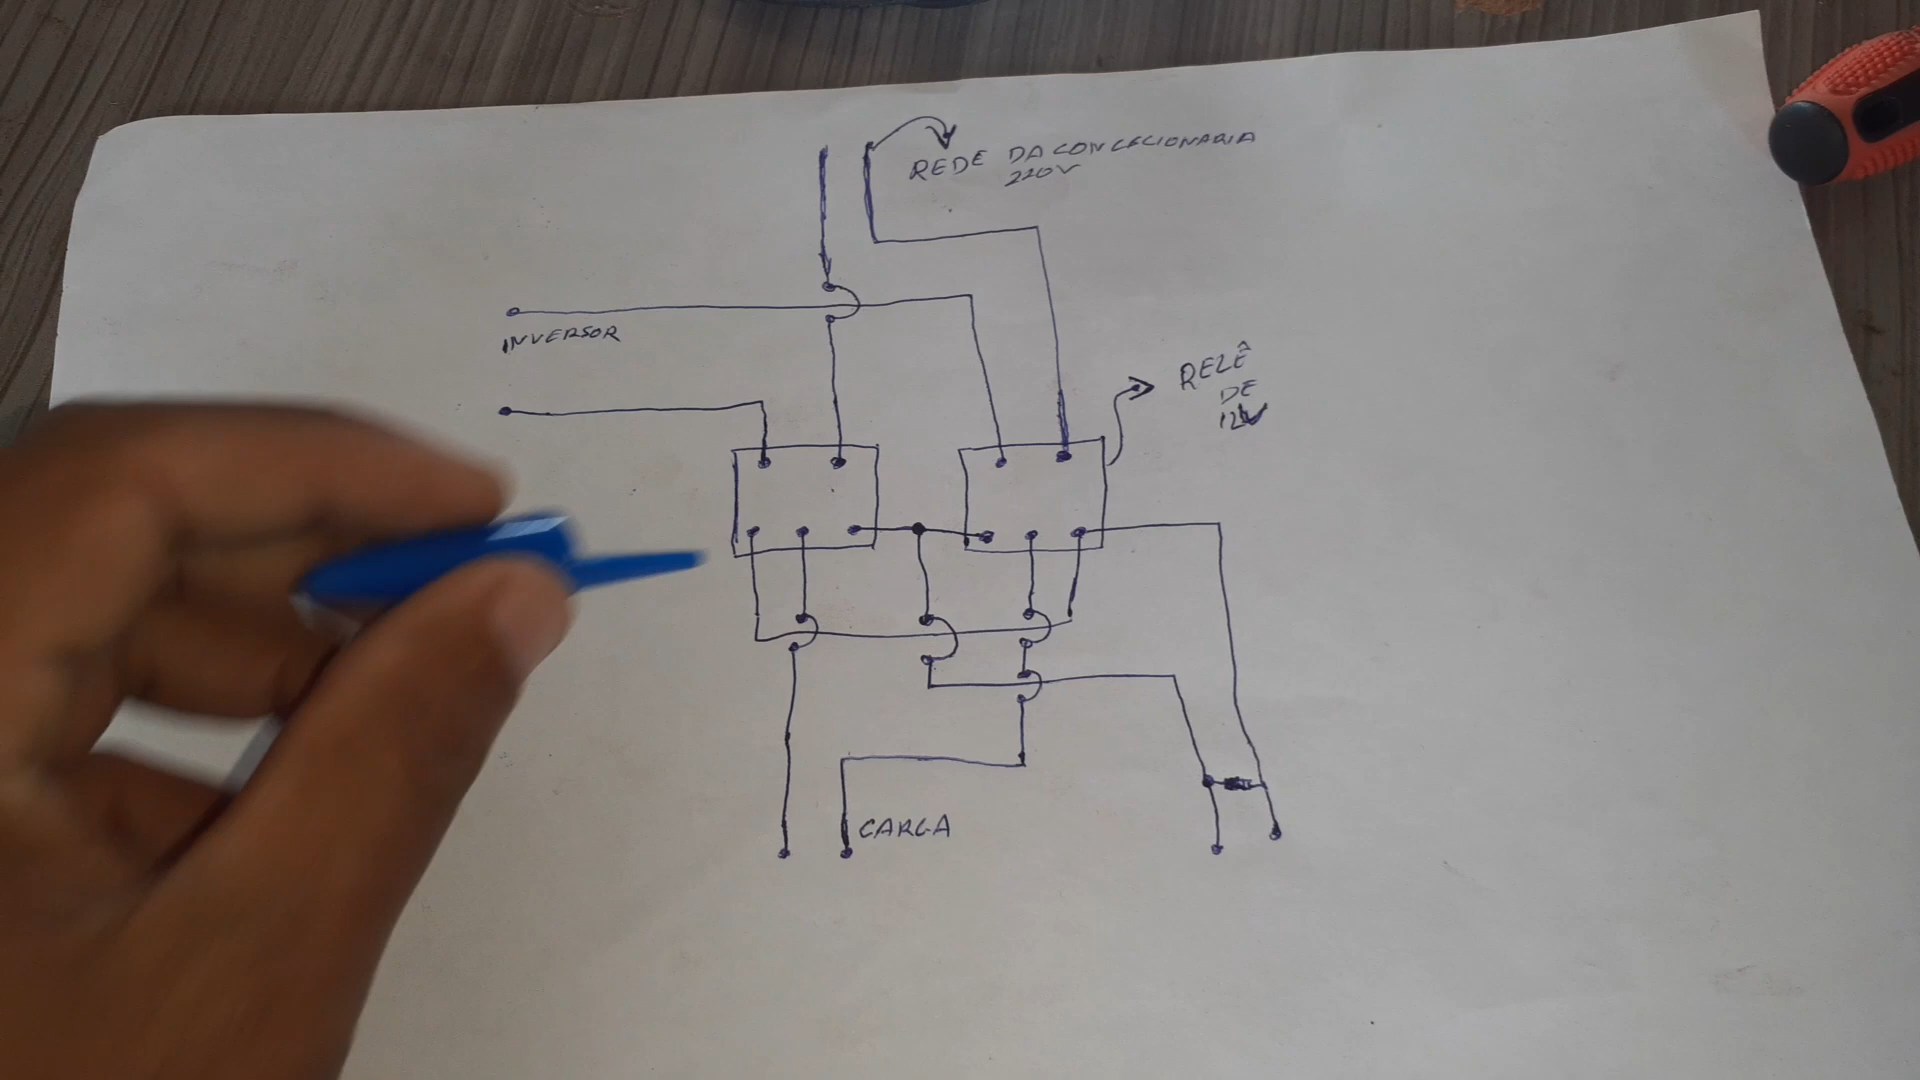 REDE DA CONCECIONARIA
220V
INVERSOR
RELÊ
DE
12V
CARGA